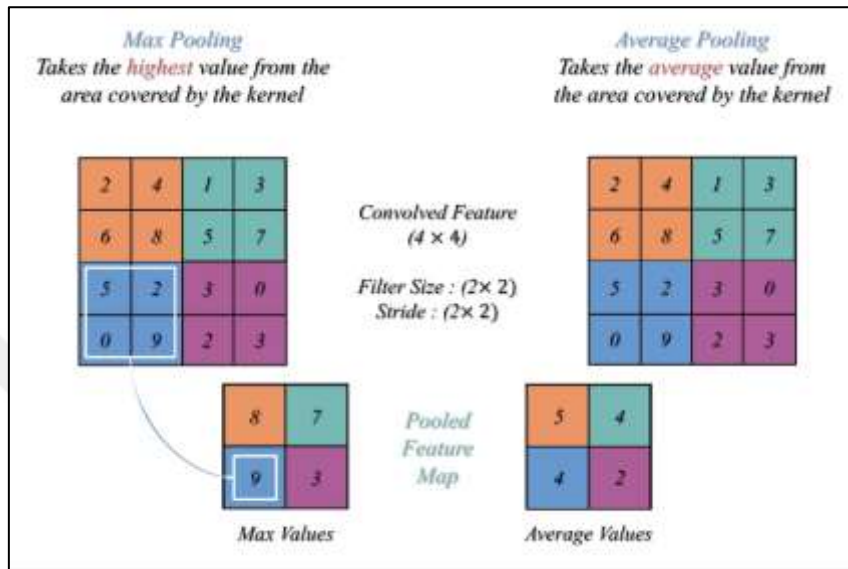 Max Pooling
Takes the highest value from the
area covered by the kernel
Average Pooling
Takes the average value from
the area covered by the kernel
2 4 1 3
6 8 5 7
5 2 3 0
0 9 2 3
Convolved Feature
(4 × 4)
Filter Size : (2× 2)
Stride : (2× 2)
2 4 1 3
6 8 5 7
5 2 3 0
0 9 2 3
8 7
9 3
Max Values
Pooled
Feature
Map
5 4
4 2
Average Values